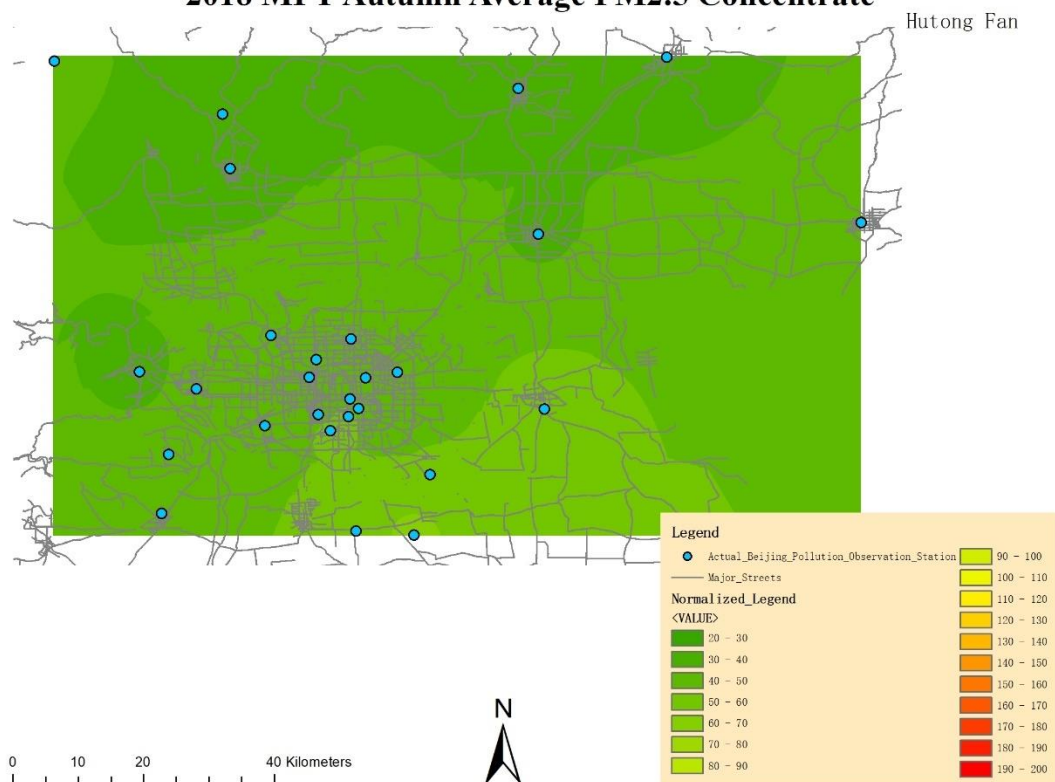 2018 Autumn Average PM2.5 Concentrate
Hutong Fan
Legend
Actual_Beijing_Pollution_Observation_Station
Major_Streets
Normalized_Legend
<VALUE>
20 - 30
30 - 40
40 - 50
50 - 60
60 - 70
70 - 80
80 - 90
90 - 100
100 - 110
110 - 120
120 - 130
130 - 140
140 - 150
150 - 160
160 - 170
170 - 180
180 - 190
190 - 200
N
0 10 20 40 Kilometers